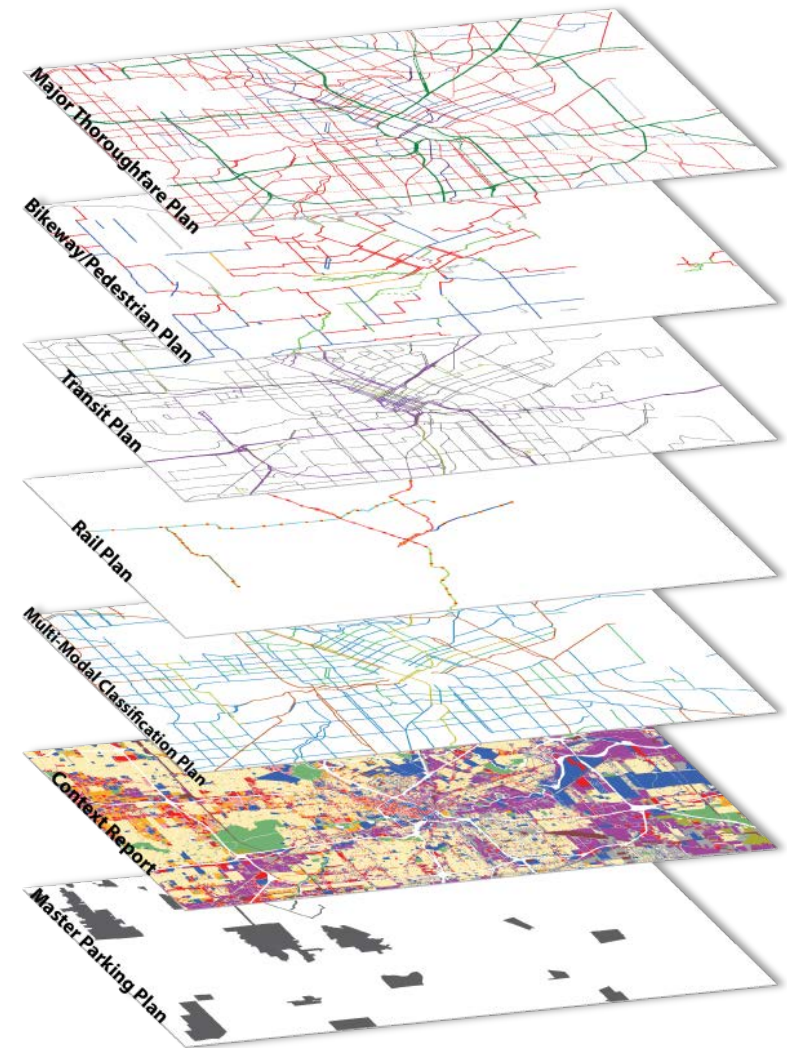 Major Thoroughfare Plan
Bikeway/Pedestrian Plan
Transit Plan
Rail Plan
Multi-Modal Classification Plan
Context Report
Master Parking Plan